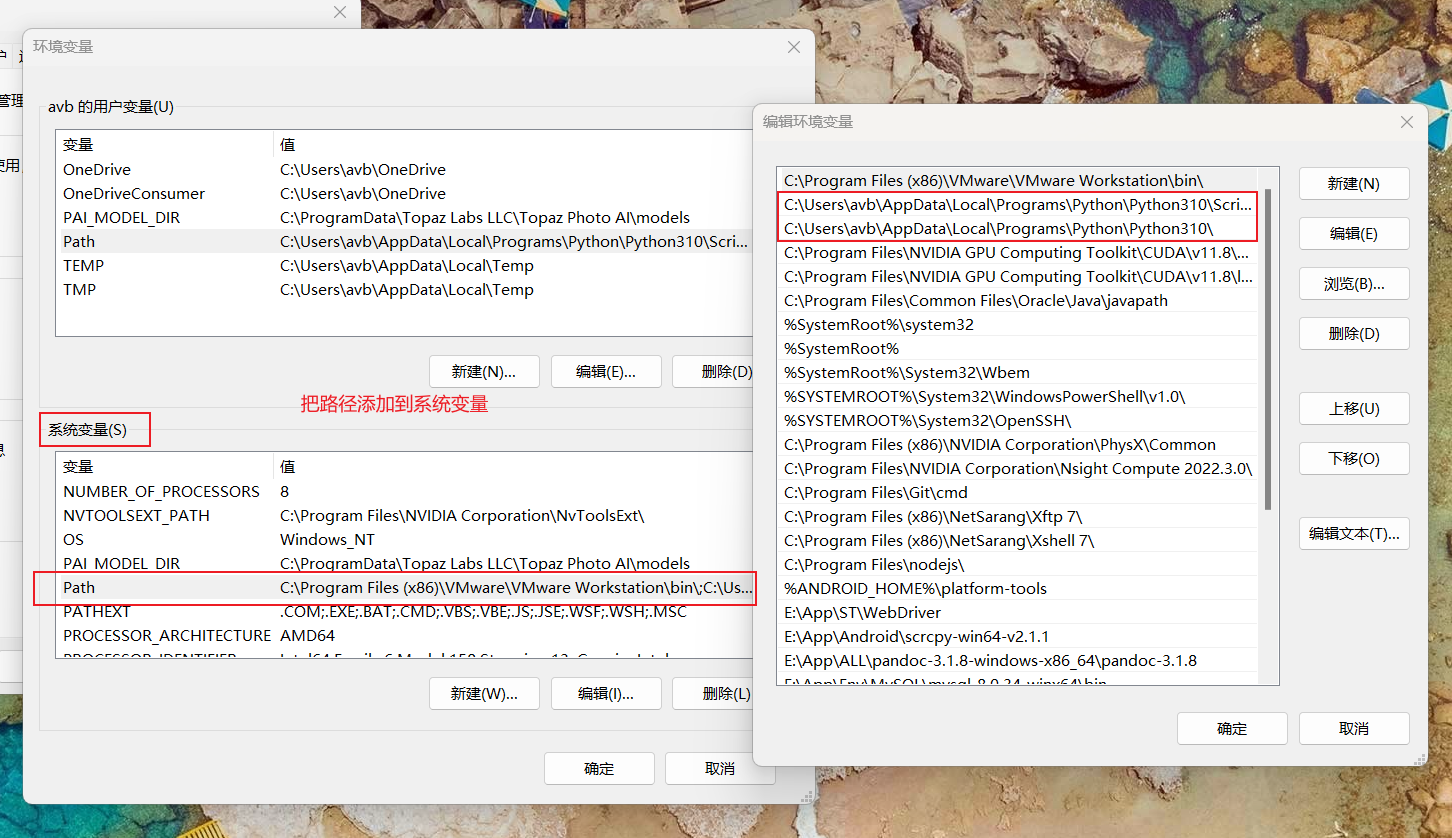 管理
使用
环境变量
avb 的用户变量(U)
变量 值
OneDrive C:\Users\avb\OneDrive
OneDriveConsumer C:\Users\avb\OneDrive
PAI_MODEL_DIR C:\ProgramData\Topaz Labs LLC\Topaz Photo AI\models
Path C:\Users\avb\AppData\Local\Programs\Python\Python310\Scri...
TEMP C:\Users\avb\AppData\Local\Temp
TMP C:\Users\avb\AppData\Local\Temp
新建(N)... 编辑(E)... 删除(D)
把路径添加到系统变量
系统变量(S)
变量 值
NUMBER_OF_PROCESSORS 8
NVTOOLSEXT_PATH C:\Program Files\NVIDIA Corporation\NvToolsExt\
OS Windows_NT
PAI_MODEL_DIR C:\ProgramData\Topaz Labs LLC\Topaz Photo AI\models
Path C:\Program Files (x86)\VMware\VMware Workstation\bin\;C:\Us...
PATHEXT .COM;.EXE;.BAT;.CMD;.VBS;.VBE;.JS;.JSE;.WSF;.WSH;.MSC
PROCESSOR_ARCHITECTURE AMD64
新建(W)... 编辑(I)... 删除(L)
确定 取消
编辑环境变量
C:\Program Files (x86)\VMware\VMware Workstation\bin\
C:\Users\avb\AppData\Local\Programs\Python\Python310\Scri...
C:\Users\avb\AppData\Local\Programs\Python\Python310\
C:\Program Files\NVIDIA GPU Computing Toolkit\CUDA\v11.8\...
C:\Program Files\NVIDIA GPU Computing Toolkit\CUDA\v11.8\l...
C:\Program Files\Common Files\Oracle\Java\javapath
%SystemRoot%\system32
%SystemRoot%
%SystemRoot%\System32\Wbem
%SYSTEMROOT%\System32\WindowsPowerShell\v1.0\
%SYSTEMROOT%\System32\OpenSSH\
C:\Program Files (x86)\NVIDIA Corporation\PhysX\Common
C:\Program Files\NVIDIA Corporation\Nsight Compute 2022.3.0\
C:\Program Files\Git\cmd
C:\Program Files (x86)\NetSarang\Xftp 7\
C:\Program Files (x86)\NetSarang\Xshell 7\
C:\Program Files\nodejs\
%ANDROID_HOME%\platform-tools
E:\App\ST\WebDriver
E:\App\Android\scrcpy-win64-v2.1.1
E:\App\ALL\pandoc-3.1.8-windows-x86_64\pandoc-3.1.8
新建(N)
编辑(E)
浏览(B)...
删除(D)
上移(U)
下移(O)
编辑文本(T)...
确定 取消